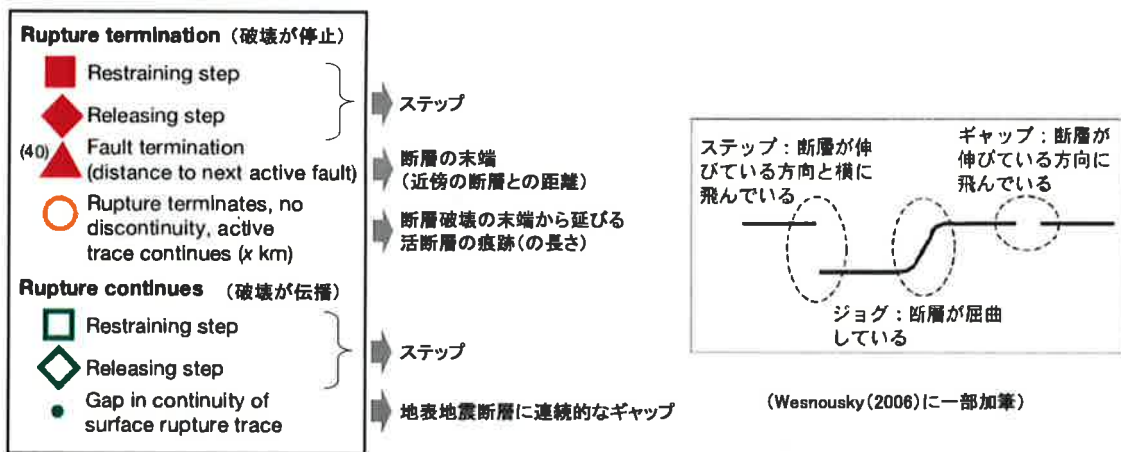 Rupture termination (破壊が停止)
Restraining step
Releasing step
ステップ
(40)
Fault termination
(distance to next active fault)
断層の末端
(近傍の断層との距離)
Rupture terminates, no
discontinuity, active
trace continues (x km)
断層破壊の末端から延びる
活断層の痕跡(の長さ)
Rupture continues (破壊が伝播)
Restraining step
Releasing step
ステップ
Gap in continuity of
surface rupture trace
地表地震断層に連続的なギャップ
ステップ:断層が伸
びている方向と横に
飛んでいる
ギャップ:断層が
伸びている方向に
飛んでいる
ジョグ:断層が屈曲
している
(Wesnousky(2006)に一部加筆)